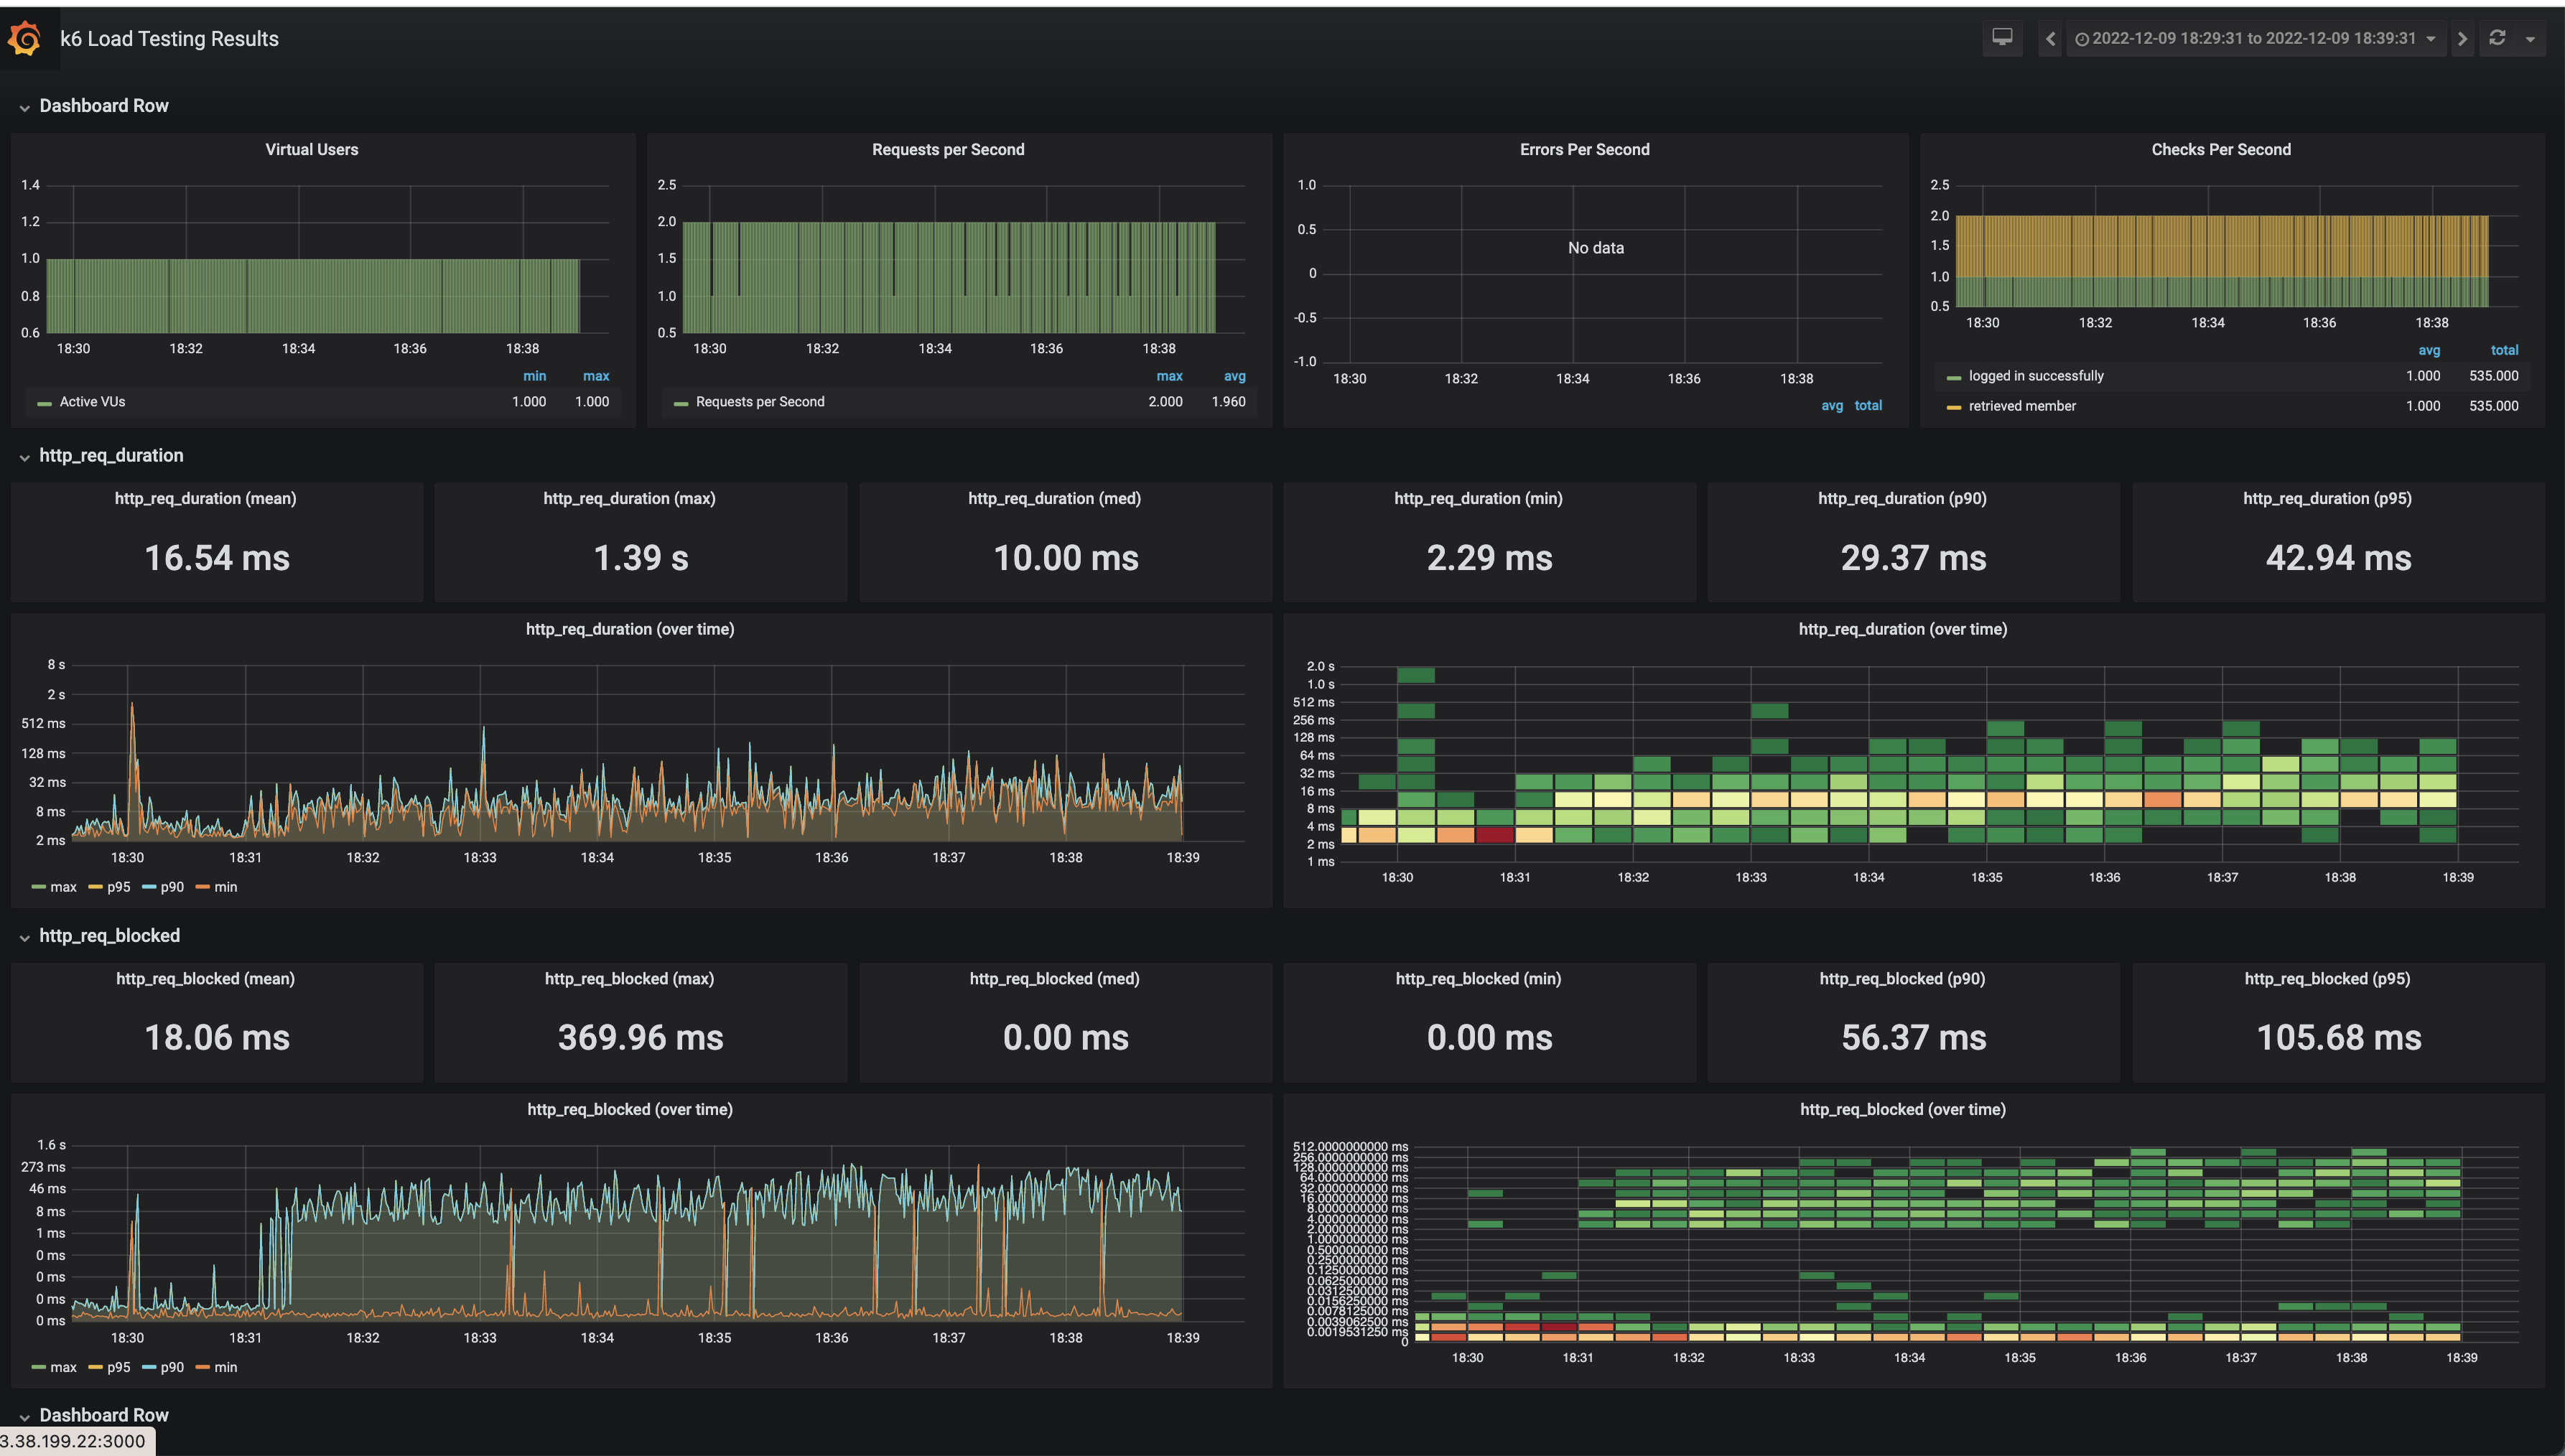 k6 Load Testing Results
2022-12-09 18:29:31 to 2022-12-09 18:39:31
Dashboard Row
Virtual Users
1.4
1.2
1.0
0.8
0.6
18:30 18:32 18:34 18:36 18:38
min max
Active VUs 1.000 1.000
Requests per Second
2.5
2.0
1.5
1.0
0.5
18:30 18:32 18:34 18:36 18:38
max avg
Requests per Second 2.000 1.960
Errors Per Second
1.0
0.5
0
-0.5
-1.0
No data
18:30 18:32 18:34 18:36 18:38
avg total
Checks Per Second
2.5
2.0
1.5
1.0
0.5
18:30 18:32 18:34 18:36 18:38
avg total
logged in successfully 1.000 535.000
retrieved member 1.000 535.000
http_req_duration
http_req_duration (mean)
16.54 ms
http_req_duration (max)
1.39 s
http_req_duration (med)
10.00 ms
http_req_duration (min)
2.29 ms
http_req_duration (p90)
29.37 ms
http_req_duration (p95)
42.94 ms
http_req_duration (over time)
8 s
2 s
512 ms
128 ms
32 ms
8 ms
2 ms
18:30 18:31 18:32 18:33 18:34 18:35 18:36 18:37 18:38 18:39
max p95 p90 min
http_req_duration (over time)
2.0 s
1.0 s
512 ms
256 ms
128 ms
64 ms
32 ms
16 ms
8 ms
4 ms
2 ms
1 ms
18:30 18:31 18:32 18:33 18:34 18:35 18:36 18:37 18:38 18:39
http_req_blocked
http_req_blocked (mean)
18.06 ms
http_req_blocked (max)
369.96 ms
http_req_blocked (med)
0.00 ms
http_req_blocked (min)
0.00 ms
http_req_blocked (p90)
56.37 ms
http_req_blocked (p95)
105.68 ms
http_req_blocked (over time)
1.6 s
273 ms
46 ms
8 ms
1 ms
0 ms
0 ms
0 ms
0 ms
18:30 18:31 18:32 18:33 18:34 18:35 18:36 18:37 18:38 18:39
max p95 p90 min
http_req_blocked (over time)
512.0000000000 ms
256.0000000000 ms
128.0000000000 ms
64.0000000000 ms
32.0000000000 ms
16.0000000000 ms
8.0000000000 ms
4.0000000000 ms
2.0000000000 ms
1.0000000000 ms
0.5000000000 ms
0.2500000000 ms
0.1250000000 ms
0.0625000000 ms
0.0312500000 ms
0.0156250000 ms
0.0078125000 ms
0.0039062500 ms
0.0019531250 ms
0
18:30 18:31 18:32 18:33 18:34 18:35 18:36 18:37 18:38 18:39
Dashboard Row
3.38.199.22:3000